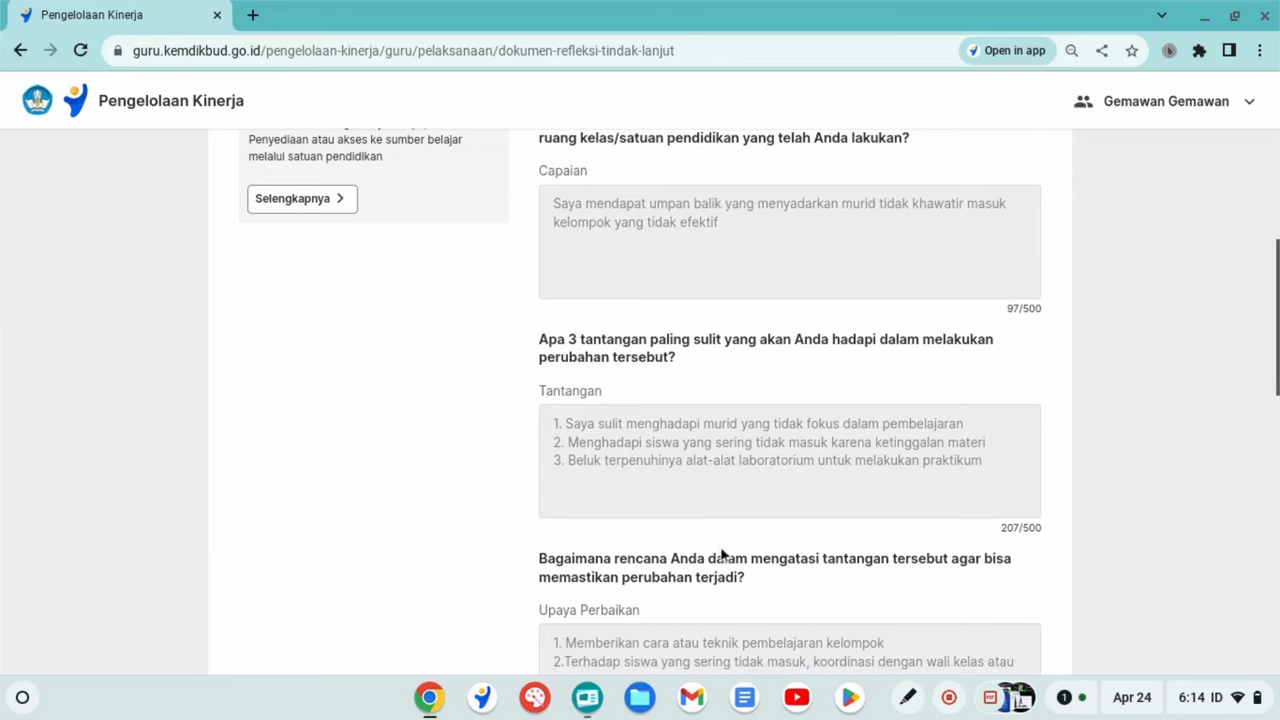 Pengelolaan Kinerja
guru.kemdikbud.go.id/pengelolaan-kinerja/guru/pelaksanaan/dokumen-refleksi-tindak-lanjut
Open in app
Pengelolaan Kinerja
Gemawan Gemawan
Penyediaan atau akses ke sumber belajar
melalui satuan pendidikan
Selengkapnya
ruang kelas/satuan pendidikan yang telah Anda lakukan?
Capaian
Saya mendapat umpan balik yang menyadarkan murid tidak khawatir masuk
kelompok yang tidak efektif
97/500
Apa 3 tantangan paling sulit yang akan Anda hadapi dalam melakukan
perubahan tersebut?
Tantangan
1. Saya sulit menghadapi murid yang tidak fokus dalam pembelajaran
2. Menghadapi siswa yang sering tidak masuk karena ketinggalan materi
3. Beluk terpenuhinya alat-alat laboratorium untuk melakukan praktikum
207/500
Bagaimana rencana Anda dalam mengatasi tantangan tersebut agar bisa
memastikan perubahan terjadi?
Upaya Perbaikan
1. Memberikan cara atau teknik pembelajaran kelompok
2.Terhadap siswa yang sering tidak masuk, koordinasi dengan wali kelas atau
1
Apr 24
6:14 ID